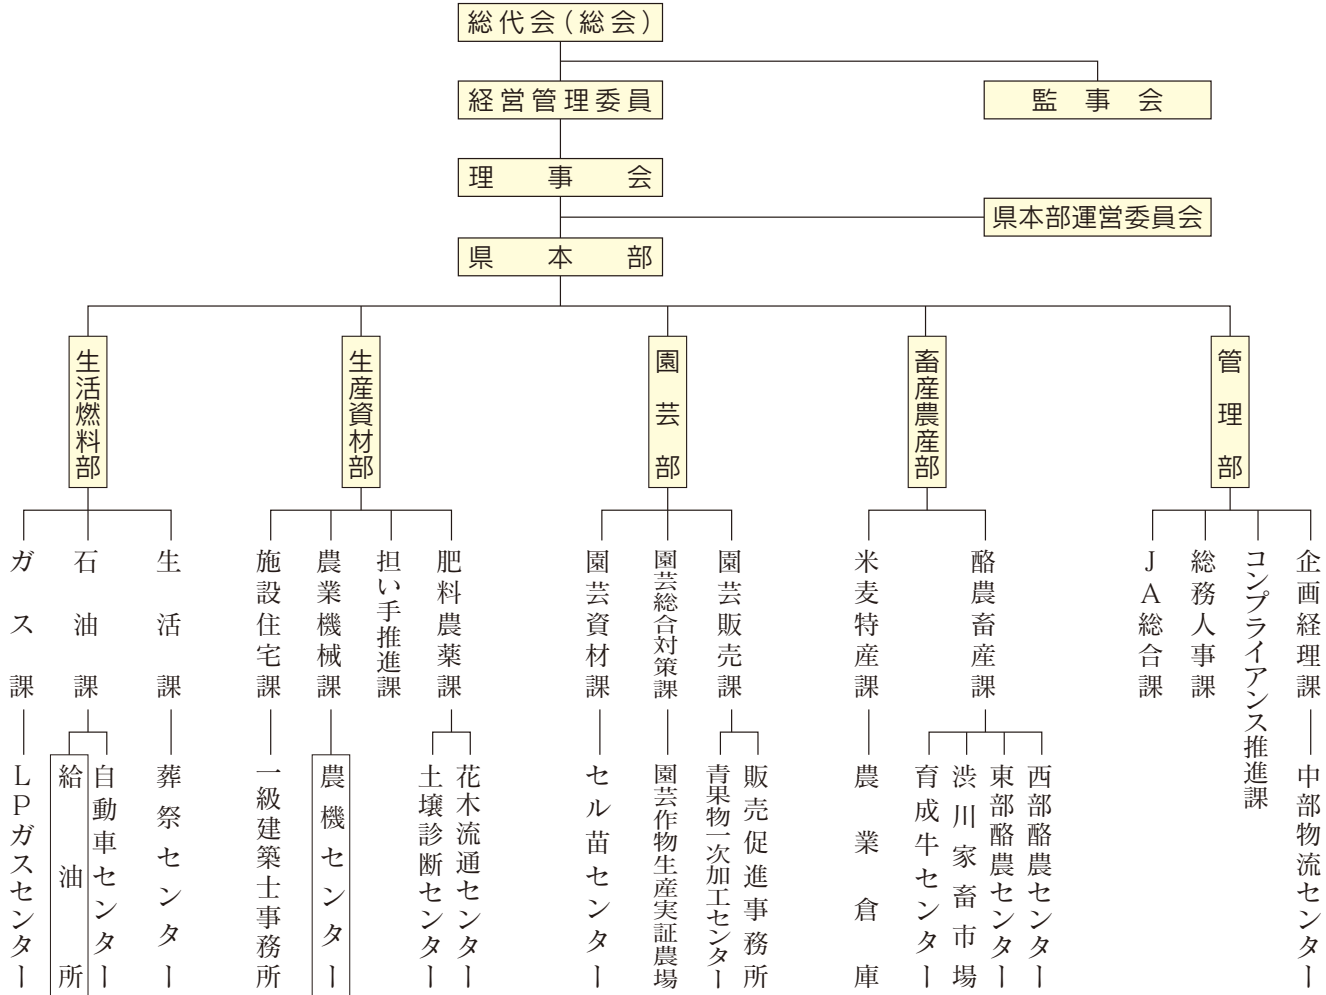 総代会（総会）
経営管理委員
監事会
理事会
県本部運営委員会
県本部
生活燃料部
生産資材部
園芸部
畜産農産部
管理部
ガス課
石油課
生活課
施設住宅課
農業機械課
担い手推進課
肥料農薬課
園芸資材課
園芸総合対策課
園芸販売課
米麦特産課
酪農畜産課
JA総合課
総務人事課
コンプライアンス推進課
企画経理課
LPガスセンター
給油所
自動車センター
葬祭センター
一級建築士事務所
農機センター
土壌診断センター
花木流通センター
セル苗センター
園芸作物生産実証農場
青果物一次加工センター
販売促進事務所
農業倉庫
育成牛センター
渋川家畜市場
東部酪農センター
西部酪農センター
中部物流センター